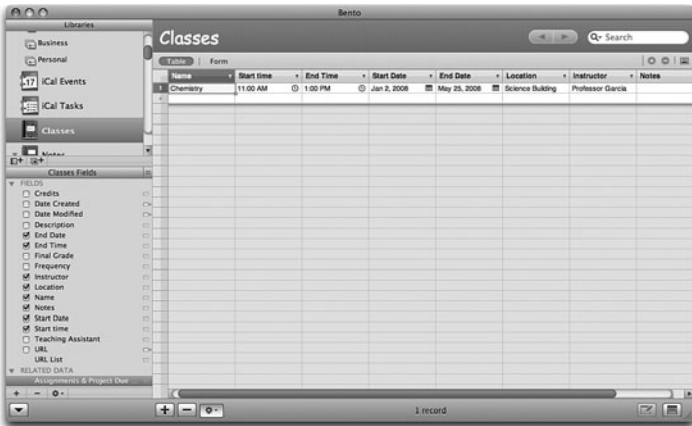 Bento
Libraries
Business
Personal
iCal Events
iCal Tasks
Classes
Notes
Classes Fields
FIELDS
Credits
Date Created
Date Modified
Description
End Date
End Time
Final Grade
Frequency
Instructor
Location
Name
Notes
Start Date
Start time
Teaching Assistant
URL
URL List
RELATED DATA
Assignments & Project Due ...
Classes
Search
Table | Form
Name Start time End Time Start Date End Date Location Instructor Notes
1 Chemistry 11:00 AM 1:00 PM Jan 2, 2008 May 25, 2008 Science Building Professor Garcia
1 record